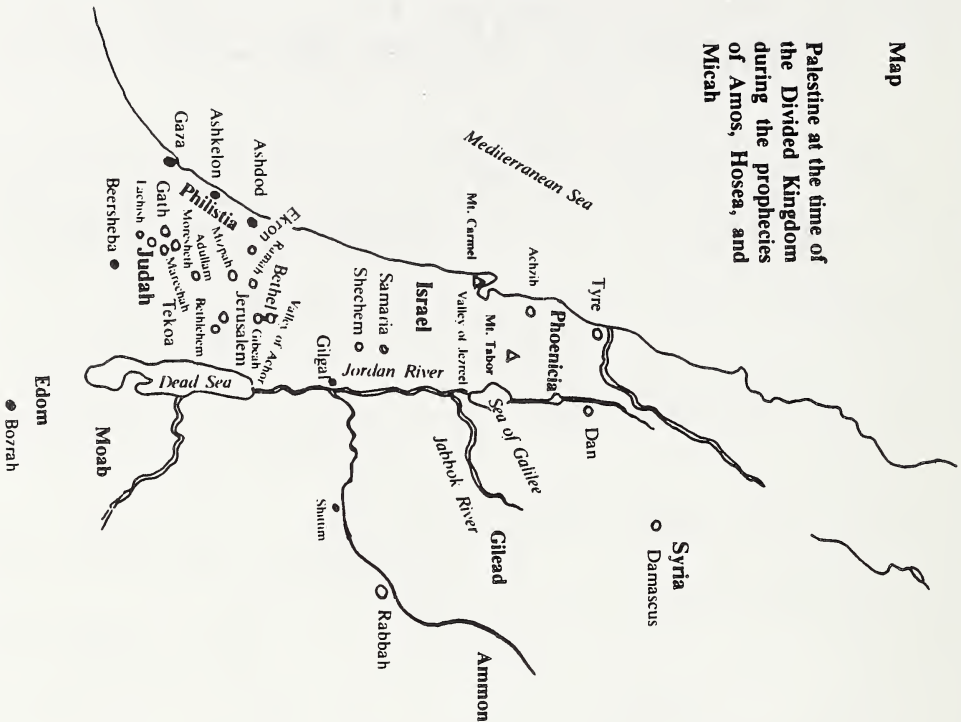 Map
Palestine at the time of
the Divided Kingdom
during the prophecies
of Amos, Hosea, and
Micah
Mediterranean Sea
Tyre
Phoenicia
Dan
Syria
Damascus
Achzib
Mt. Carmel
Mt. Tabor
Sea of Galilee
Valley of Jezreel
Jabbok River
Gilead
Israel
Samaria
Shechem
Jordan River
Gilgal
Shittim
Rabbah
Ammon
Ekron
Ashdod
Ashkelon
Gaza
Philistia
Ramah
Bethel
Valley of Achor
Gibeah
Mizpah
Jerusalem
Adullam
Bethlehem
Moresheth
Mareshah
Tekoa
Gath
Lachish
Judah
Beersheba
Dead Sea
Moab
Edom
Bozrah